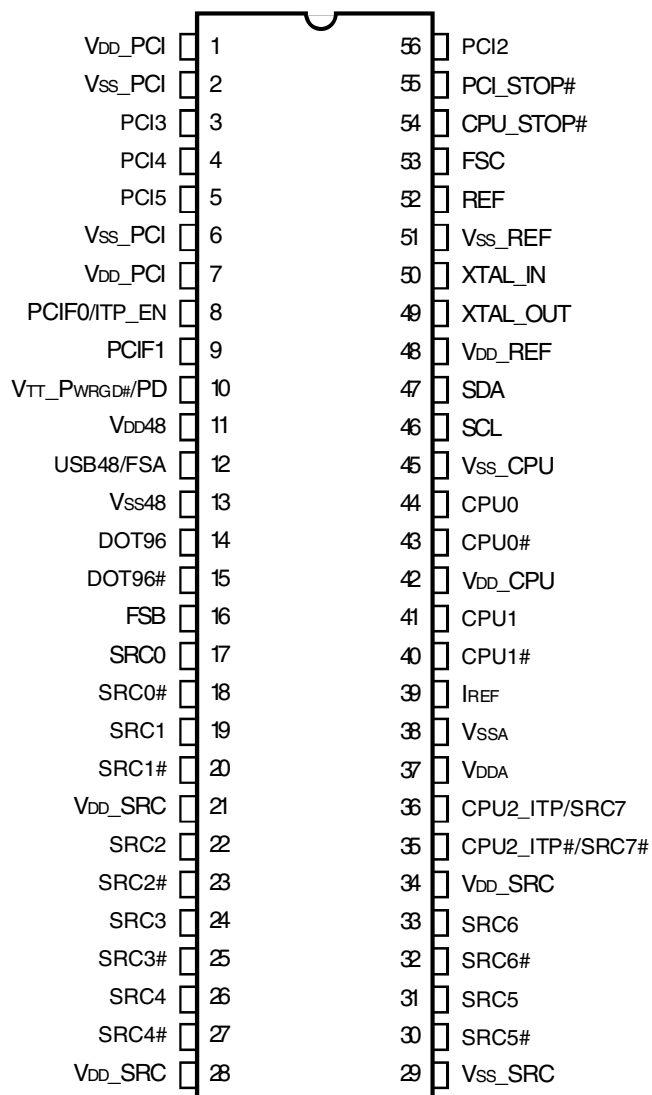 VDD_PCI 1 56 PCI2
VSS_PCI 2 55 PCI_STOP#
PCI3 3 54 CPU_STOP#
PCI4 4 53 FSC
PCI5 5 52 REF
VSS_PCI 6 51 VSS_REF
VDD_PCI 7 50 XTAL_IN
PCIF0/ITP_EN 8 49 XTAL_OUT
PCIF1 9 48 VDD_REF
VTT_PWRGD#/PD 10 47 SDA
VDD48 11 46 SCL
USB48/FSA 12 45 VSS_CPU
VSS48 13 44 CPU0
DOT96 14 43 CPU0#
DOT96# 15 42 VDD_CPU
FSB 16 41 CPU1
SRC0 17 40 CPU1#
SRC0# 18 39 IREF
SRC1 19 38 VSSA
SRC1# 20 37 VDDA
VDD_SRC 21 36 CPU2_ITP/SRC7
SRC2 22 35 CPU2_ITP#/SRC7#
SRC2# 23 34 VDD_SRC
SRC3 24 33 SRC6
SRC3# 25 32 SRC6#
SRC4 26 31 SRC5
SRC4# 27 30 SRC5#
VDD_SRC 28 29 VSS_SRC